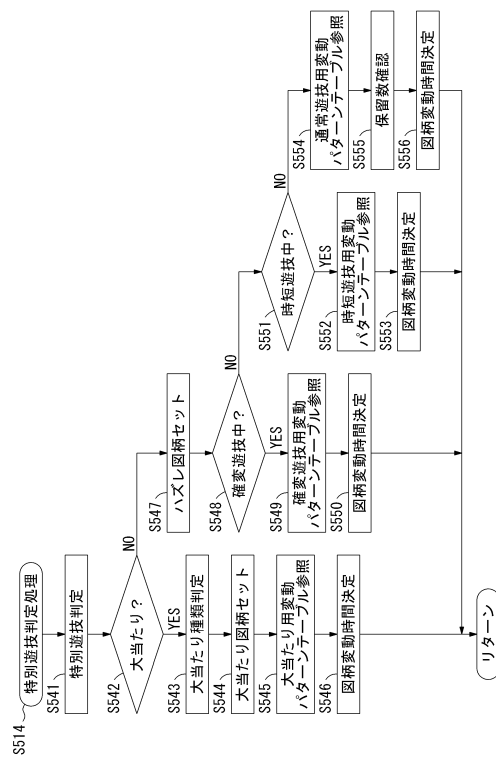 S514
特別遊技判定処理
S541
特別遊技判定
S542
大当たり?
NO
YES
S543
大当たり種類判定
S544
大当たり図柄セット
S545
大当たり用変動
パターンテーブル参照
S546
図柄変動時間決定
S547
ハズレ図柄セット
S548
確変遊技中?
NO
YES
S549
確変遊技用変動
パターンテーブル参照
S550
図柄変動時間決定
S551
時短遊技中?
NO
YES
S552
時短遊技用変動
パターンテーブル参照
S553
図柄変動時間決定
S554
通常遊技用変動
パターンテーブル参照
S555
保留数確認
S556
図柄変動時間決定
リターン